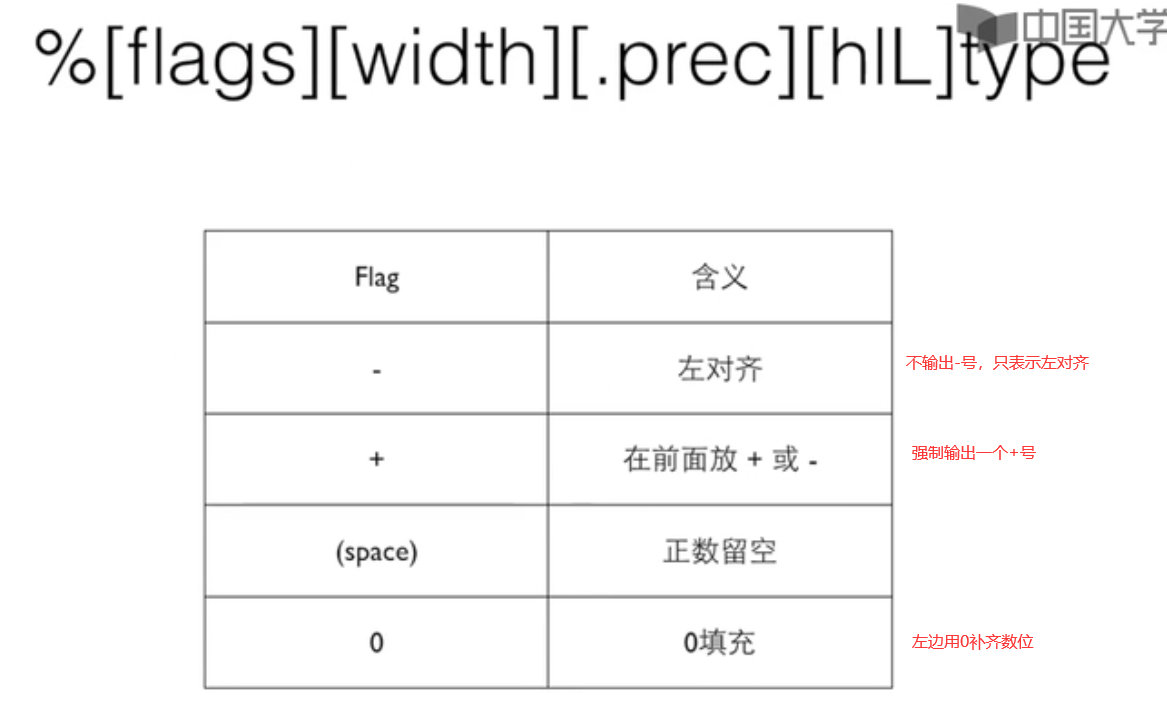 中国大学
%[flags][width][.prec][hlL]type
Flag 含义
- 左对齐 不输出-号，只表示左对齐
+ 在前面放 + 或 - 强制输出一个+号
(space) 正数留空
0 0填充 左边用0补齐数位